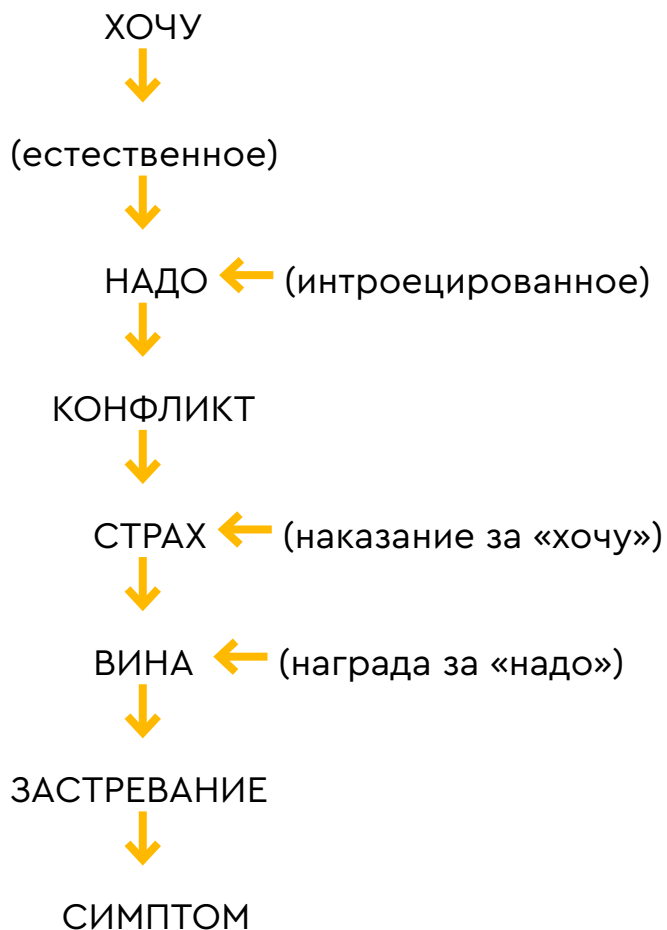 ХОЧУ
(естественное)
НАДО (интроецированное)
КОНФЛИКТ
СТРАХ (наказание за «хочу»)
ВИНА (награда за «надо»)
ЗАСТРЕВАНИЕ
СИМПТОМ